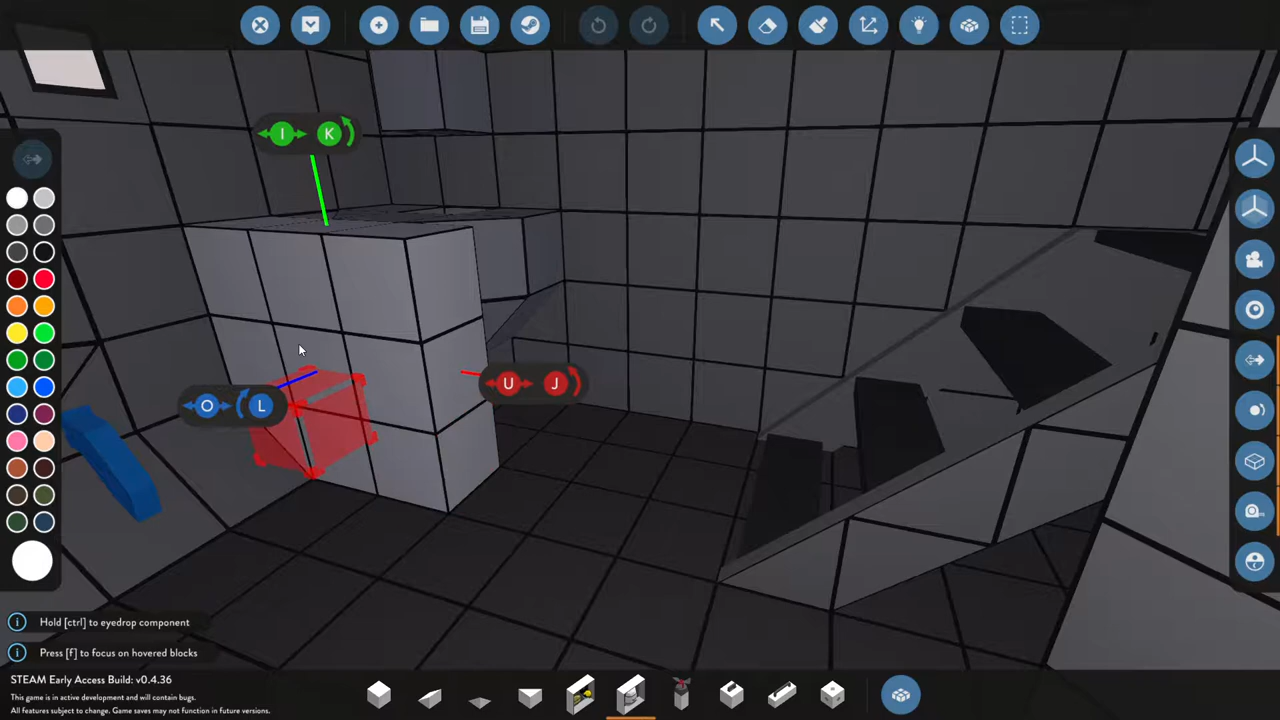 I K
U J
O L
Hold [ctrl] to eyedrop component
Press [f] to focus on hovered blocks
STEAM Early Access Build: v0.4.36
This game is in active development and will contain bugs.
All features subject to change. Game saves may not function in future versions.